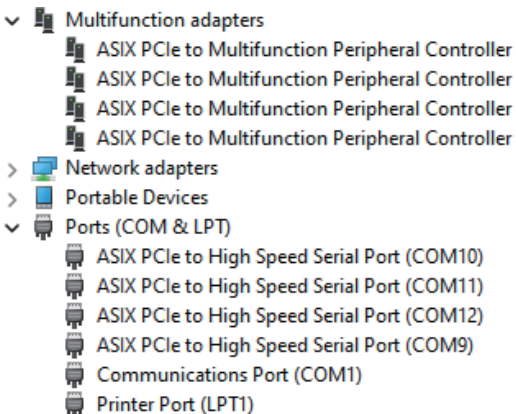 Multifunction adapters
ASIX PCIe to Multifunction Peripheral Controller
ASIX PCIe to Multifunction Peripheral Controller
ASIX PCIe to Multifunction Peripheral Controller
ASIX PCIe to Multifunction Peripheral Controller
Network adapters
Portable Devices
Ports (COM & LPT)
ASIX PCIe to High Speed Serial Port (COM10)
ASIX PCIe to High Speed Serial Port (COM11)
ASIX PCIe to High Speed Serial Port (COM12)
ASIX PCIe to High Speed Serial Port (COM9)
Communications Port (COM1)
Printer Port (LPT1)